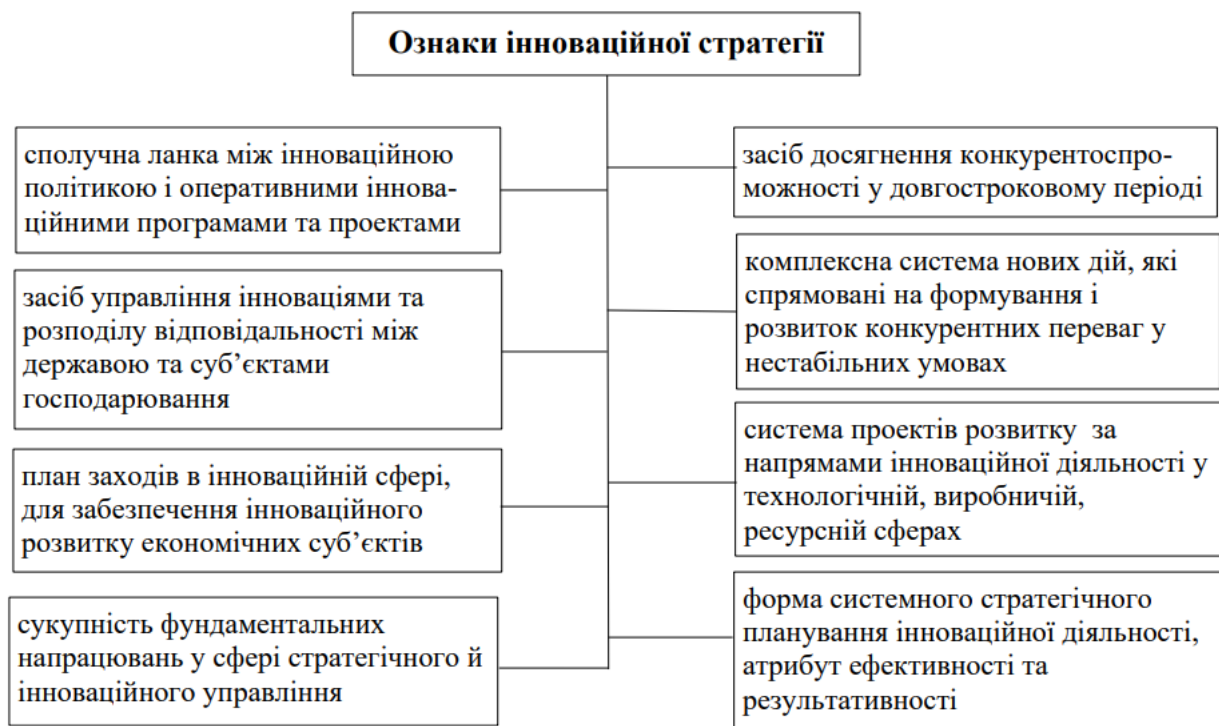 Ознаки інноваційної стратегії
сполучна ланка між інноваційною
політикою і оперативними іннова-
ційними програмами та проектами
засіб управління інноваціями та
розподілу відповідальності між
державою та суб’єктами
господарювання
план заходів в інноваційній сфері,
для забезпечення інноваційного
розвитку економічних суб’єктів
сукупність фундаментальних
напрацювань у сфері стратегічного й
інноваційного управління
засіб досягнення конкурентоспро-
можності у довгостроковому періоді
комплексна система нових дій, які
спрямовані на формування і
розвиток конкурентних переваг у
нестабільних умовах
система проектів розвитку за
напрямами інноваційної діяльності у
технологічній, виробничій,
ресурсній сферах
форма системного стратегічного
планування інноваційної діяльності,
атрибут ефективності та
результативності